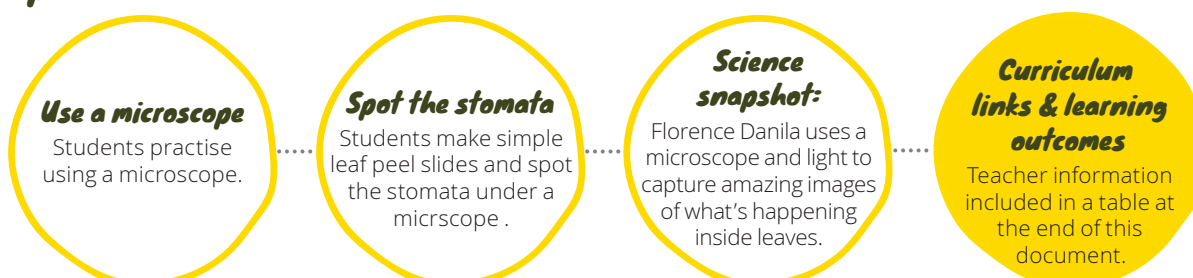 Use a microscope
Students practise
using a microscope.
Spot the stomata
Students make simple
leaf peel slides and spot
the stomata under a
micrscope .
Science
snapshot:
Florence Danila uses a
microscope and light to
capture amazing images
of what's happening
inside leaves.
Curriculum
links & learning
outcomes
Teacher information
included in a table at
the end of this
document.